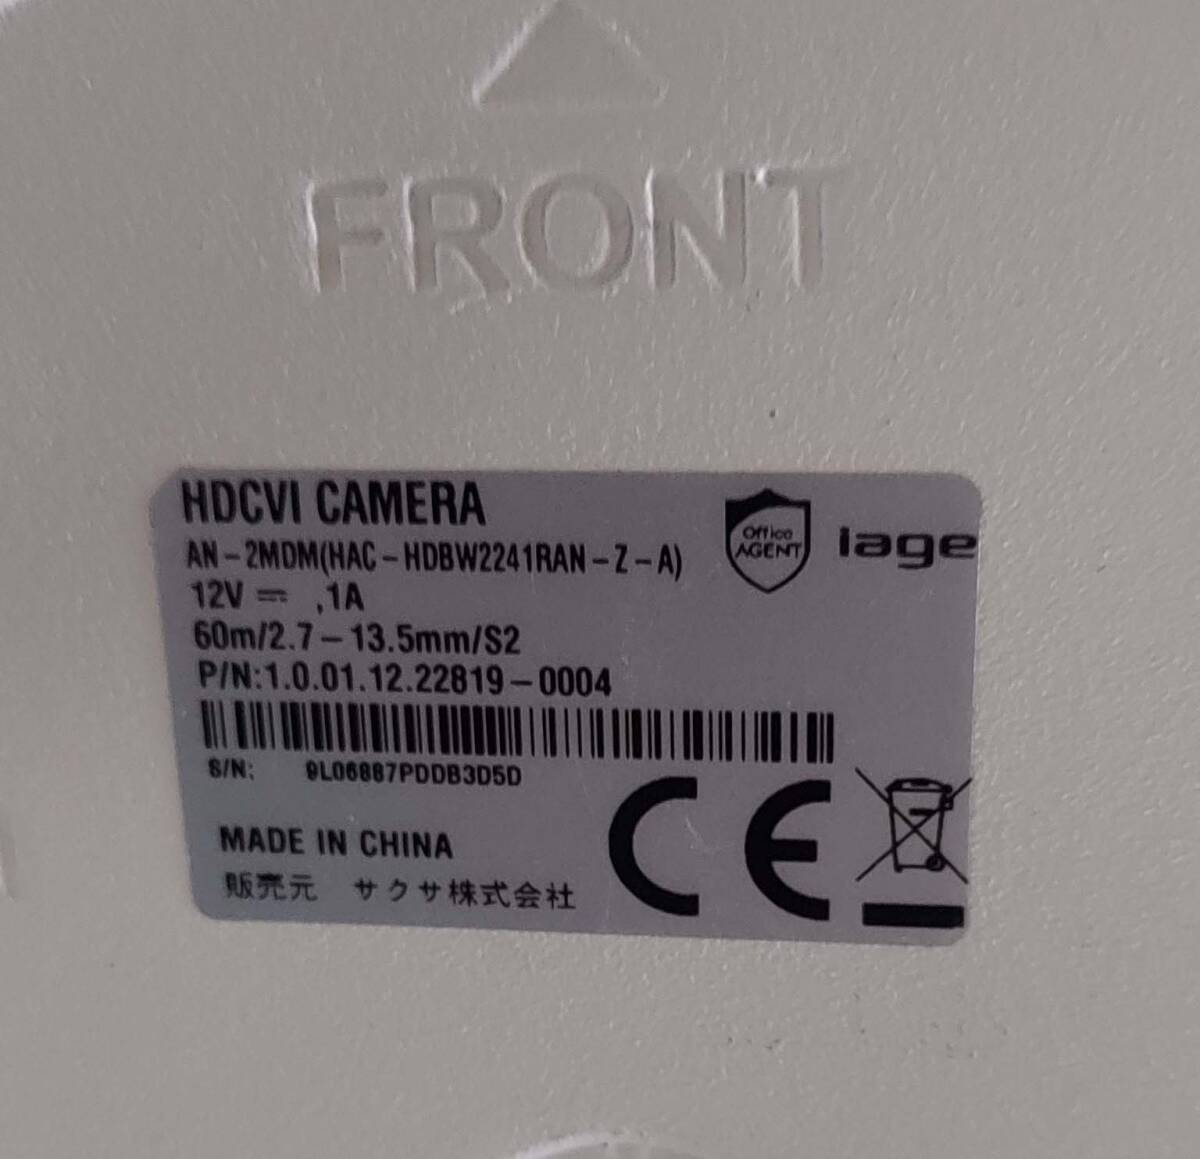 FRONT
HDCVI CAMERA
Office
AGENT
iage
AN-2MDM(HAC-HDBW2241RAN-Z-A)
12V ⎓ ,1A
60m/2.7-13.5mm/S2
P/N:1.0.01.12.22819-0004
S/N: 9L06887PDDB3D5D
MADE IN CHINA
販売元 サクサ株式会社
CE